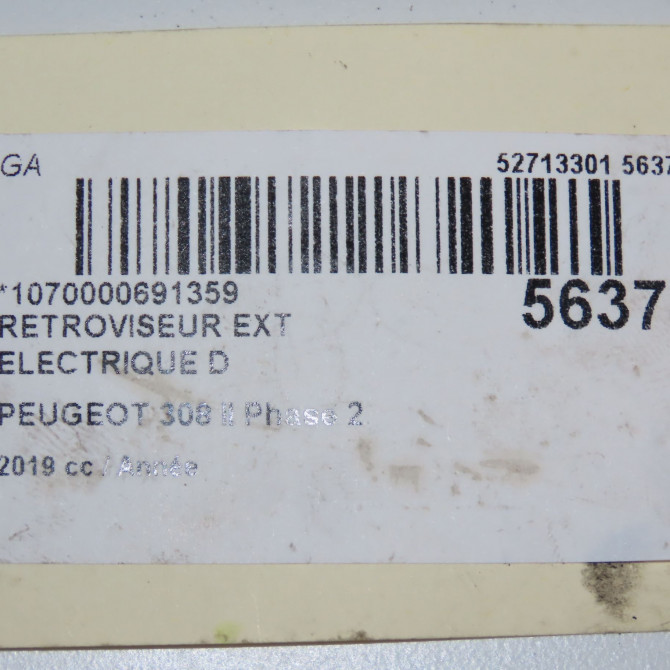 GA
52713301 5637
*1070000691359
5637
RETROVISEUR EXT
ELECTRIQUE D
PEUGEOT 308 II Phase 2
2019 cc / Année